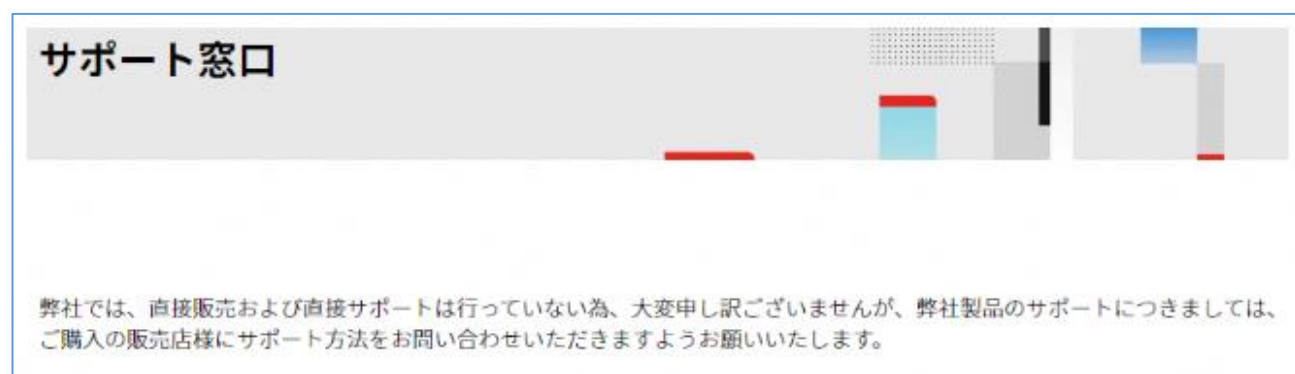 サポート窓口
弊社では、直接販売および直接サポートは行っていない為、大変申し訳ございませんが、弊社製品のサポートにつきましては、
ご購入の販売店様にサポート方法をお問い合わせいただきますようお願いいたします。